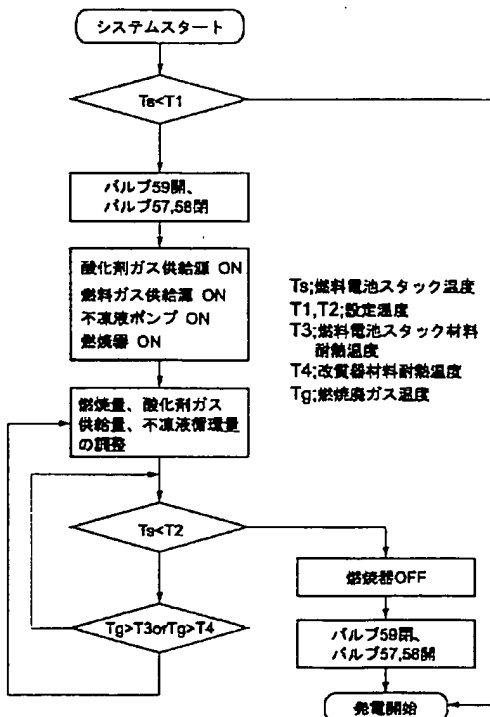 システムスタート
Ts<T1
バルブ59開、
バルブ57,58閉
酸化剤ガス供給源 ON
燃料ガス供給源 ON
不凍液ポンプ ON
燃焼器 ON
燃焼量、酸化剤ガス
供給量、不凍液循環量
の調整
Ts<T2
Tg>T3orTg>T4
燃焼器OFF
バルブ59閉、
バルブ57,58開
発電開始
Ts;燃料電池スタック温度
T1,T2;設定温度
T3;燃料電池スタック材料
耐熱温度
T4;改質器材料耐熱温度
Tg;燃焼廃ガス温度